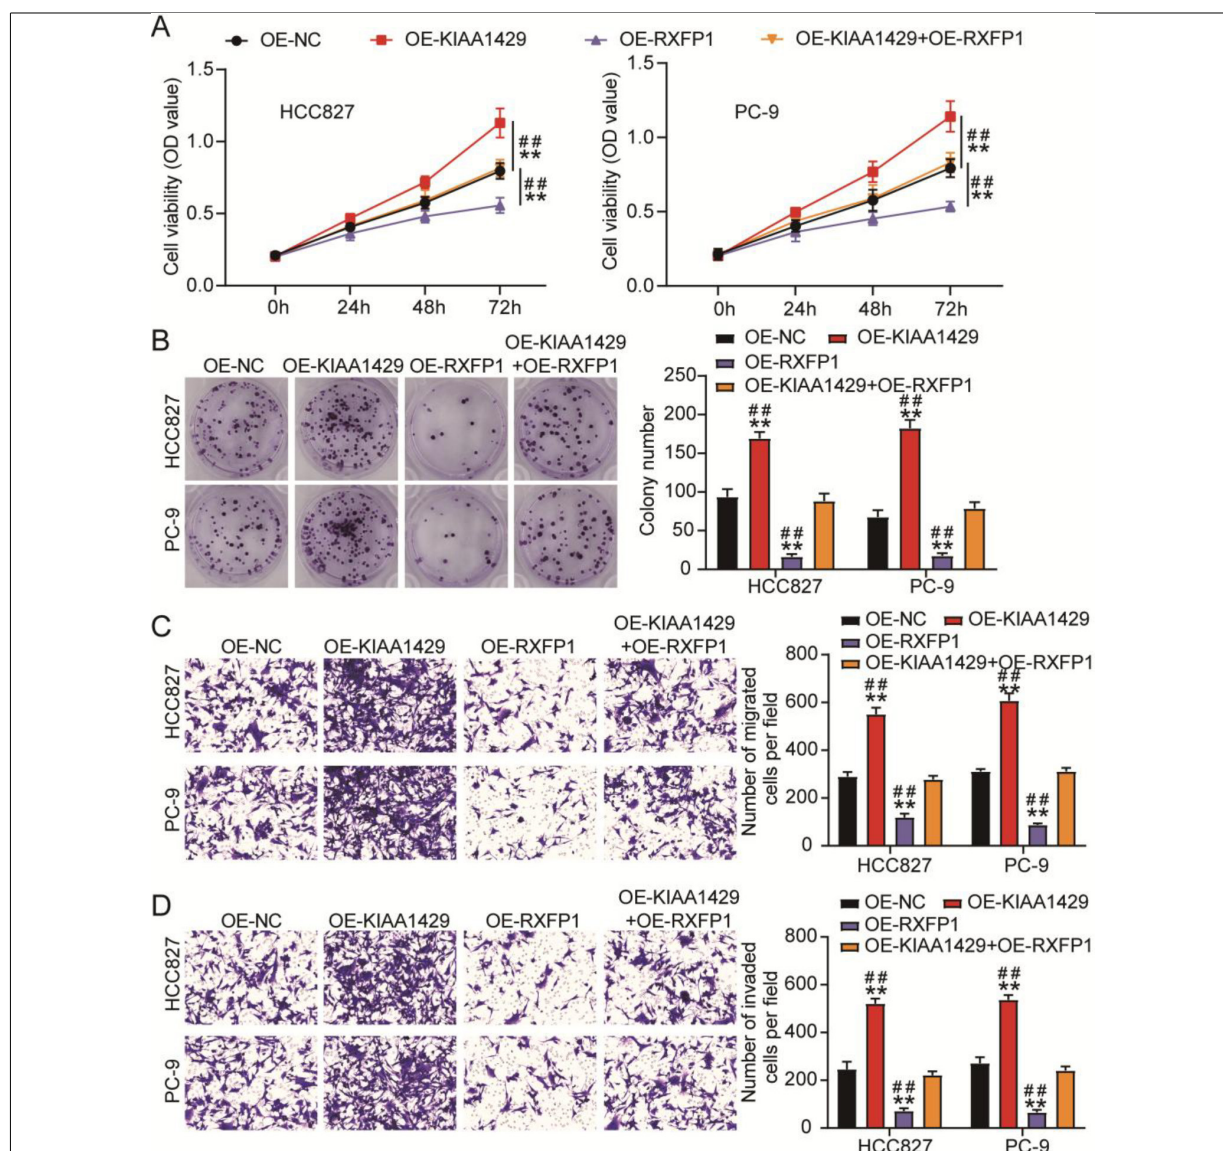 A
OE-NC OE-KIAA1429 OE-RXFP1 OE-KIAA1429+OE-RXFP1
Cell viability (OD value)
1.5
1.0
0.5
0.0
HCC827
##
**
##
**
0h 24h 48h 72h
Cell viability (OD value)
1.5
1.0
0.5
0.0
PC-9
##
**
##
**
0h 24h 48h 72h
B
OE-NC OE-KIAA1429 OE-RXFP1 OE-KIAA1429
+OE-RXFP1
HCC827
PC-9
OE-NC OE-KIAA1429
OE-RXFP1
OE-KIAA1429+OE-RXFP1
Colony number
250
200
150
100
50
0
##
**
##
**
##
**
##
**
HCC827 PC-9
C
OE-NC OE-KIAA1429 OE-RXFP1 OE-KIAA1429
+OE-RXFP1
HCC827
PC-9
OE-NC OE-KIAA1429
OE-RXFP1
OE-KIAA1429+OE-RXFP1
Number of migrated
cells per field
800
600
400
200
0
##
**
##
**
##
**
##
**
HCC827 PC-9
D
OE-NC OE-KIAA1429 OE-RXFP1 OE-KIAA1429
+OE-RXFP1
HCC827
PC-9
OE-NC OE-KIAA1429
OE-RXFP1
OE-KIAA1429+OE-RXFP1
Number of invaded
cells per field
800
600
400
200
0
##
**
##
**
##
**
##
**
HCC827 PC-9